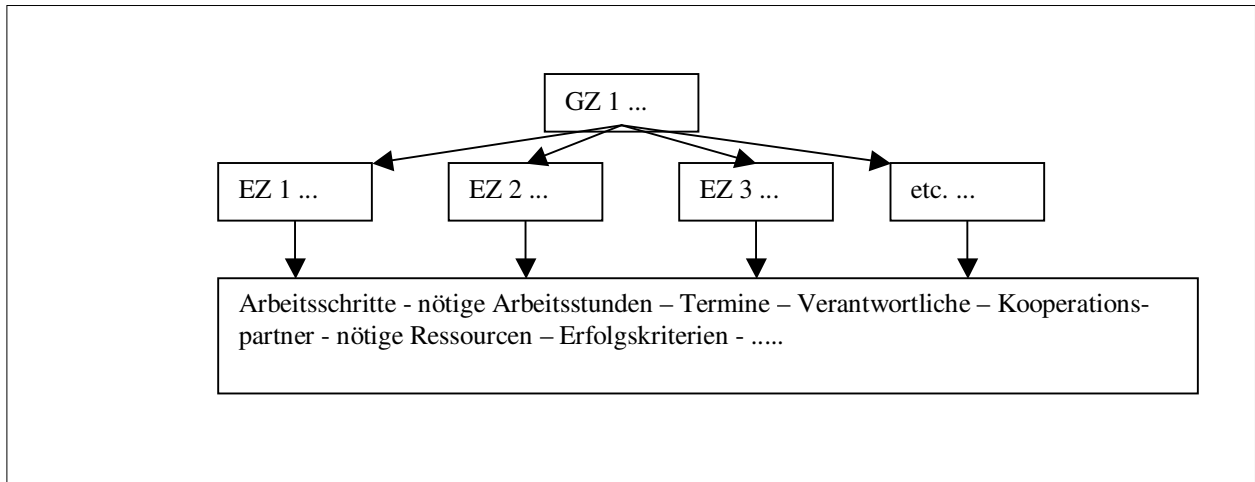 GZ 1 ...
EZ 1 ...
EZ 2 ...
EZ 3 ...
etc. ...
Arbeitsschritte - nötige Arbeitsstunden – Termine – Verantwortliche – Kooperations-
partner - nötige Ressourcen – Erfolgskriterien - .....